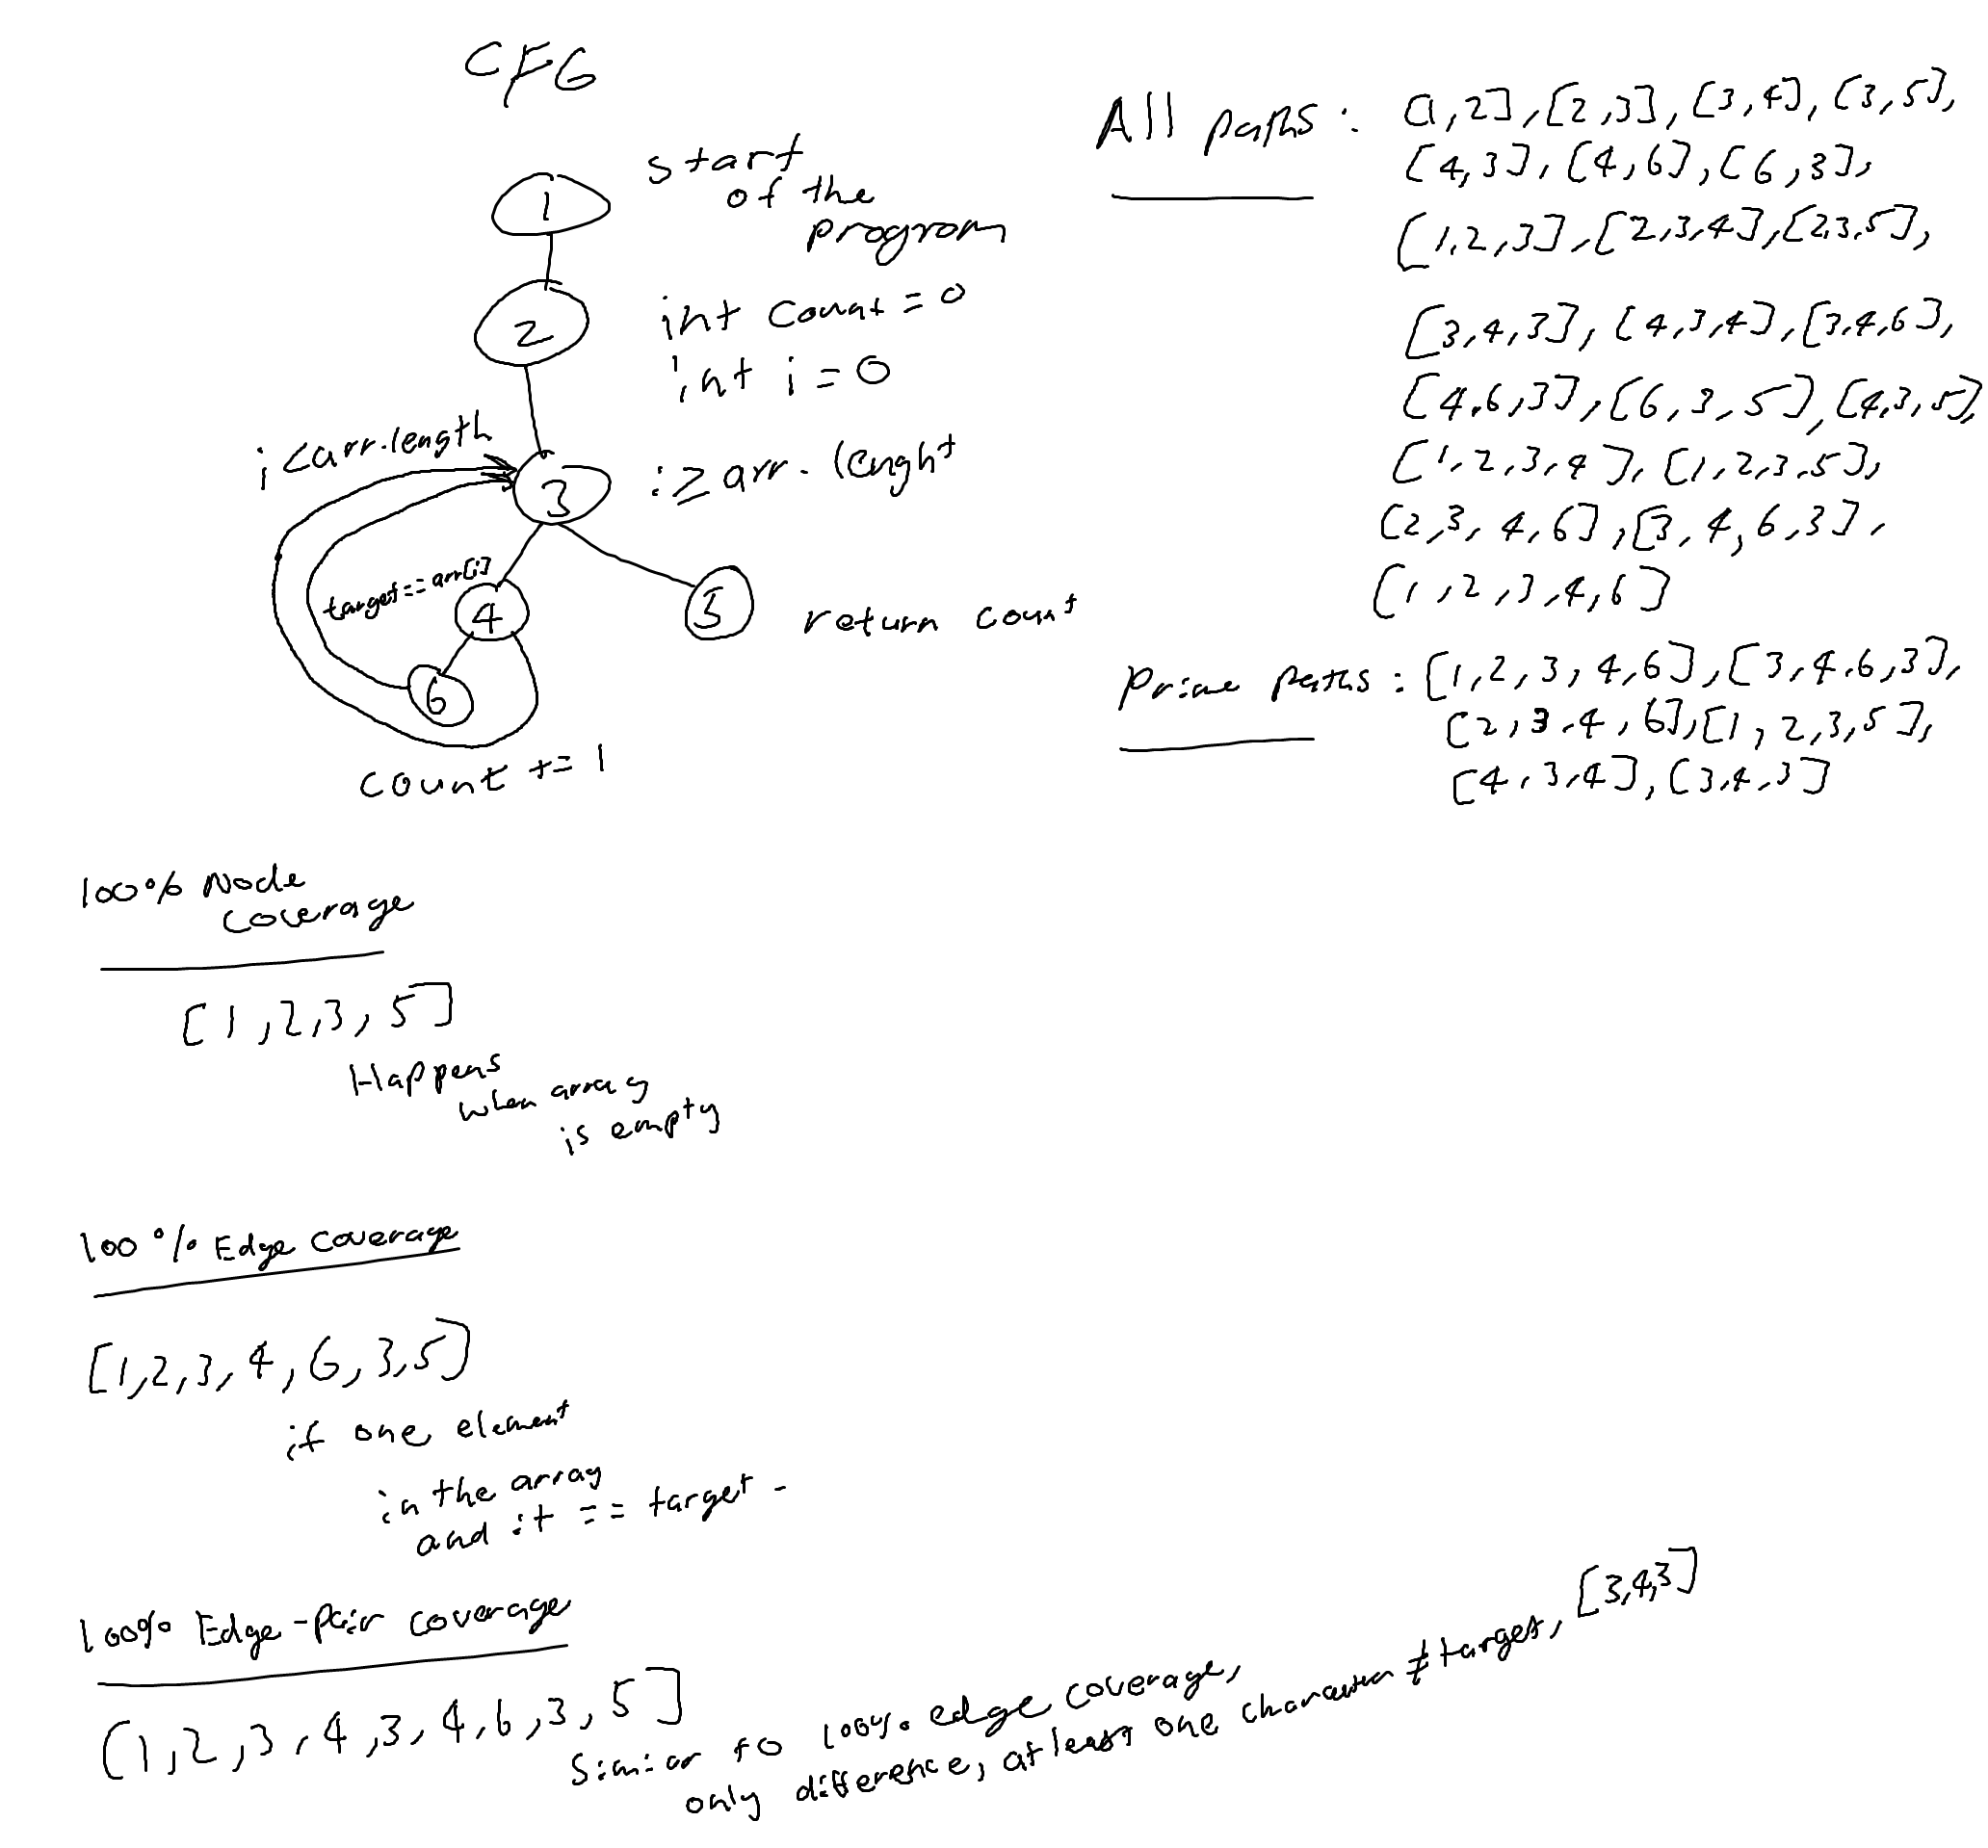 CFG
1
start
of the
program
2
int count = 0
int i = 0
i < arr.length
3
i ≥ arr.lenght
target == arr[i]
4
5
return count
6
count += 1
All paths : [1,2], [2,3], [3,4], [3,5],
[4,3], [4,6], [6,3],
[1,2,3], [2,3,4], [2,3,5],
[3,4,3], [4,3,4], [3,4,6],
[4,6,3], [6,3,5], [4,3,5],
[1,2,3,4], [1,2,3,5],
[2,3,4,6], [3,4,6,3],
[1,2,3,4,6]
Prime paths : [1,2,3,4,6], [3,4,6,3],
[2,3,4,6], [1,2,3,5],
[4,3,4], [3,4,3]
100% Node
coverage
[1,2,3,5]
Happens
when array
is empty
100% Edge coverage
[1,2,3,4,6,3,5]
if one element
in the array
and it == target.
100% Edge-pair coverage
[1,2,3,4,3,4,6,3,5]
Similar to 100% edge coverage,
only difference, at least one character ≠ target, [3,4,3]